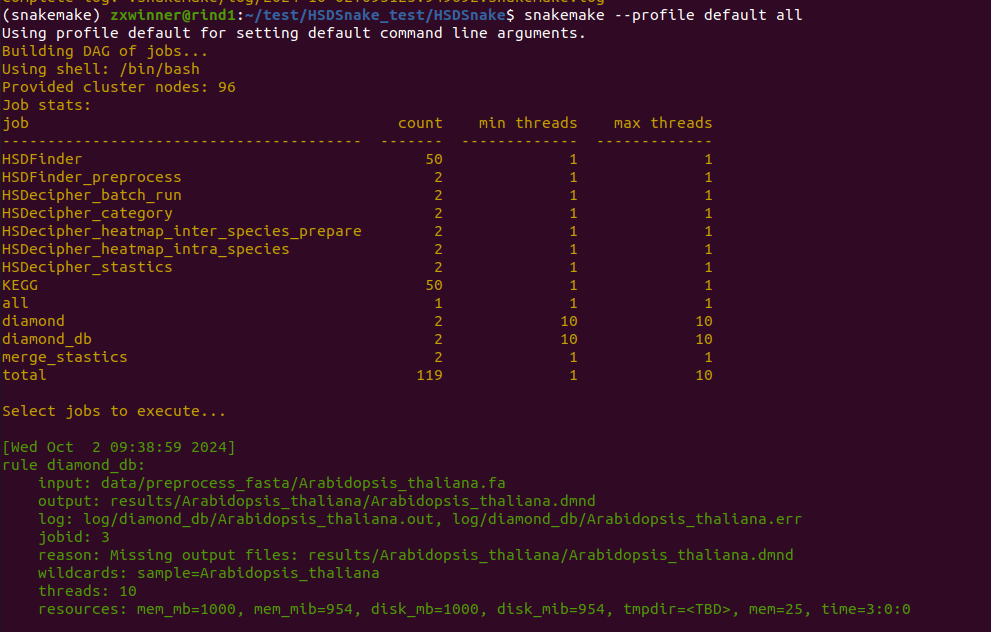 (snakemake) zxwinner@rind1:~/test/HSDSnake_test/HSDSnake$ snakemake --profile default all
Using profile default for setting default command line arguments.
Building DAG of jobs...
Using shell: /bin/bash
Provided cluster nodes: 96
Job stats:
job                                        count    min threads    max threads
---------------------------------------  -------  -------------  -------------
HSDFinder                                     50              1              1
HSDFinder_preprocess                           2              1              1
HSDecipher_batch_run                           2              1              1
HSDecipher_category                            2              1              1
HSDecipher_heatmap_inter_species_prepare       2              1              1
HSDecipher_heatmap_intra_species               2              1              1
HSDecipher_stastics                            2              1              1
KEGG                                          50              1              1
all                                            1              1              1
diamond                                        2             10             10
diamond_db                                     2             10             10
merge_stastics                                 2              1              1
total                                        119              1             10

Select jobs to execute...

[Wed Oct  2 09:38:59 2024]
rule diamond_db:
    input: data/preprocess_fasta/Arabidopsis_thaliana.fa
    output: results/Arabidopsis_thaliana/Arabidopsis_thaliana.dmnd
    log: log/diamond_db/Arabidopsis_thaliana.out, log/diamond_db/Arabidopsis_thaliana.err
    jobid: 3
    reason: Missing output files: results/Arabidopsis_thaliana/Arabidopsis_thaliana.dmnd
    wildcards: sample=Arabidopsis_thaliana
    threads: 10
    resources: mem_mb=1000, mem_mib=954, disk_mb=1000, disk_mib=954, tmpdir=<TBD>, mem=25, time=3:0:0